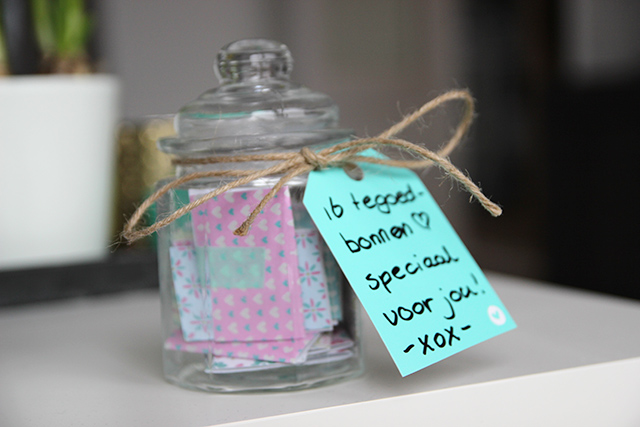 16 tegoed-
bonnen ♡
speciaal
voor jou!
-xox-